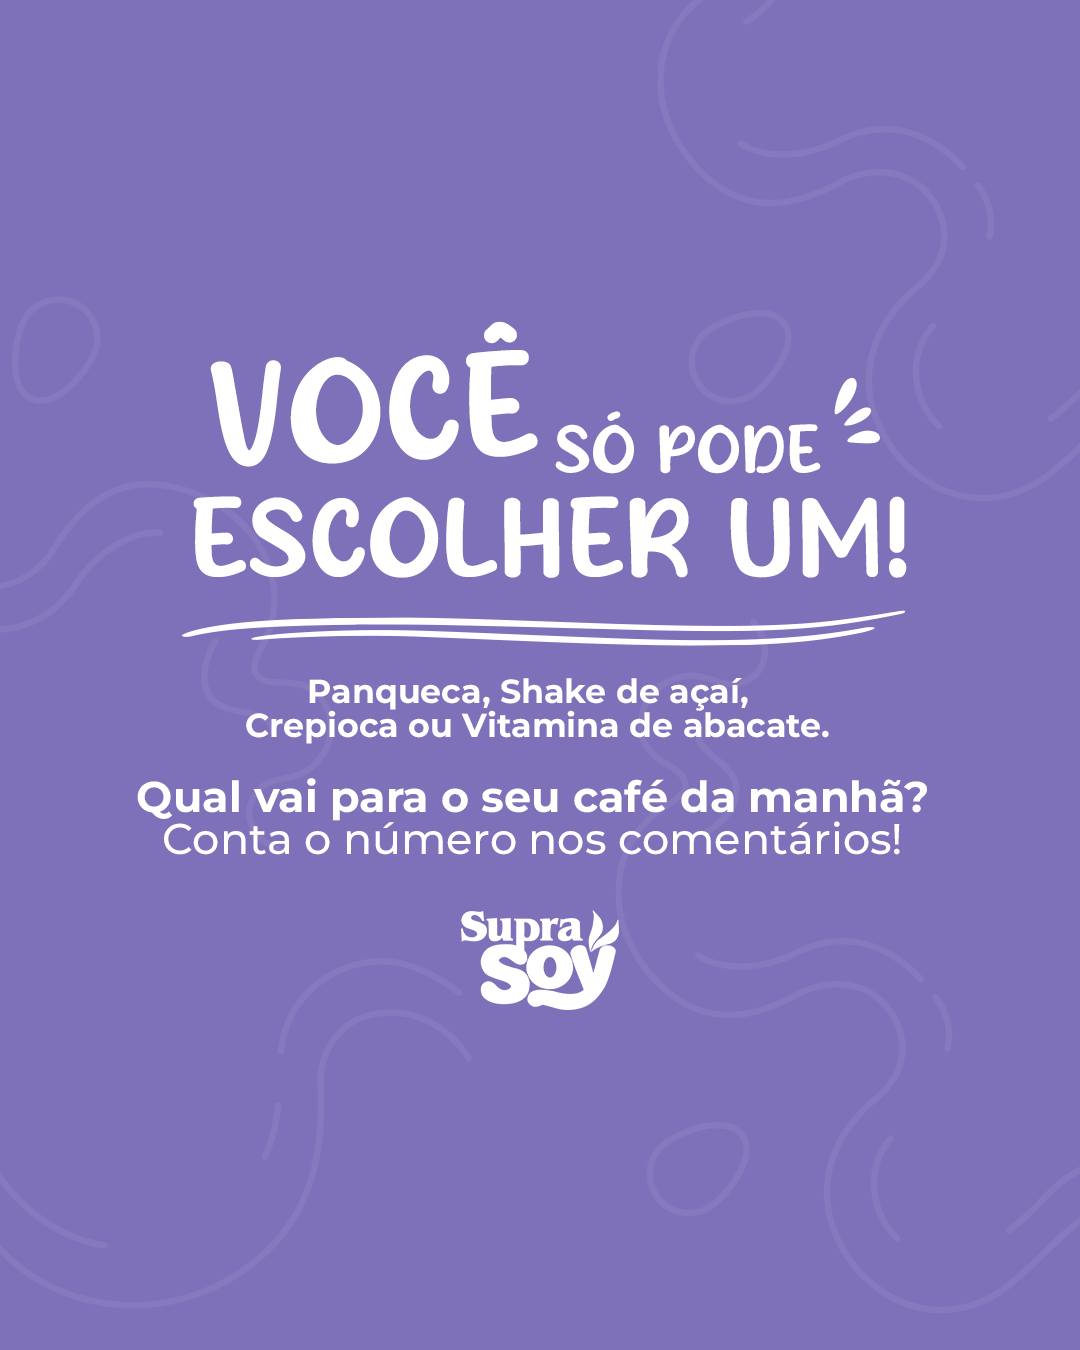 VOCÊ SÓ PODE
ESCOLHER UM!
Panqueca, Shake de açaí,
Crepioca ou Vitamina de abacate.
Qual vai para o seu café da manhã?
Conta o número nos comentários!
Supra
soy